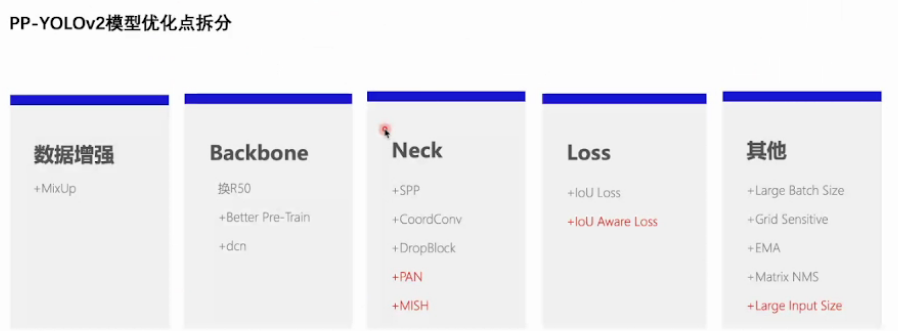 PP-YOLOv2模型优化点拆分
数据增强
+MixUp
Backbone
换R50
+Better Pre-Train
+dcn
Neck
+SPP
+CoordConv
+DropBlock
+PAN
+MISH
Loss
+IoU Loss
+IoU Aware Loss
其他
+Large Batch Size
+Grid Sensitive
+EMA
+Matrix NMS
+Large Input Size